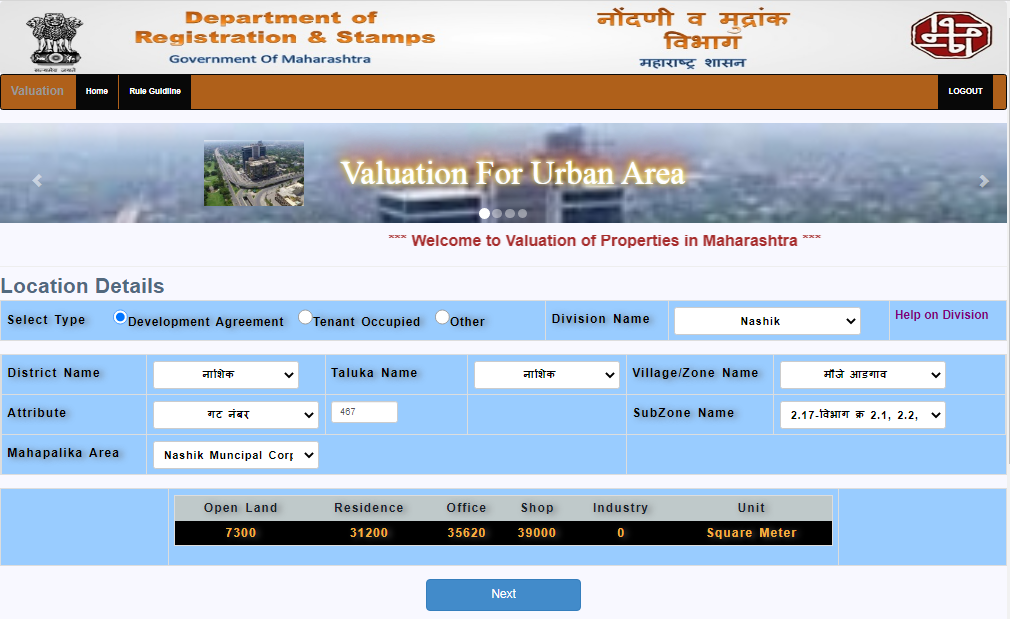 Department of
Registration & Stamps
Government Of Maharashtra
नोंदणी व मुद्रांक
विभाग
महाराष्ट्र शासन
सत्यमेव जयते
Valuation
Home
Rule Guidline
LOGOUT
Valuation For Urban Area
*** Welcome to Valuation of Properties in Maharashtra ***
Location Details
Select Type Development Agreement Tenant Occupied Other
Division Name Nashik Help on Division
District Name नाशिक Taluka Name नाशिक Village/Zone Name मौजे आडगाव
Attribute गट नंबर 467 SubZone Name 2.17-विभाग क्र 2.1, 2.2,
Mahapalika Area Nashik Muncipal Corp
Open Land Residence Office Shop Industry Unit
7300 31200 35620 39000 0 Square Meter
Next